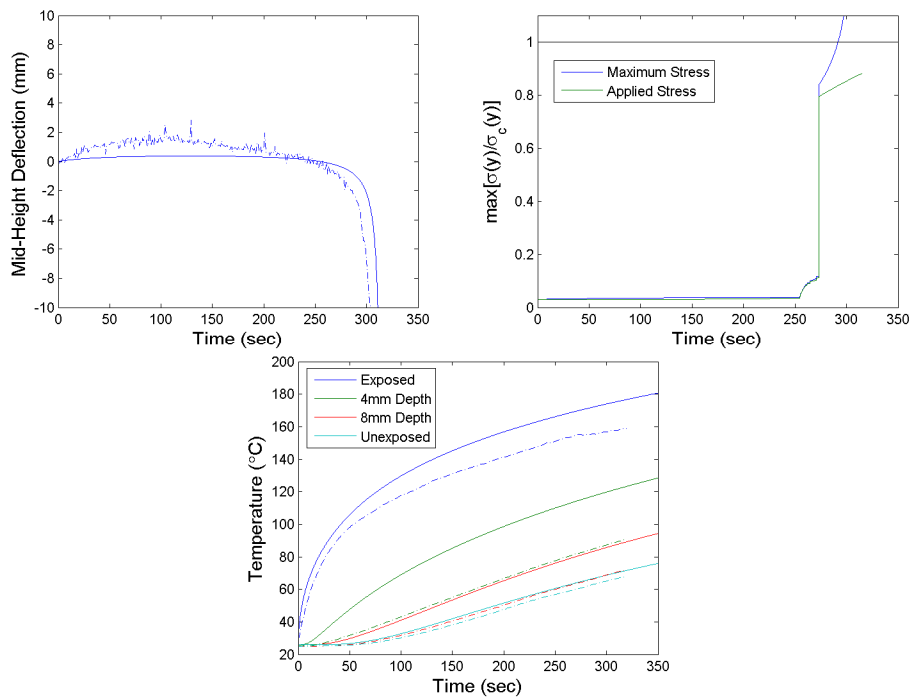 10
8
6
4
2
0
-2
-4
-6
-8
-10
Mid-Height Deflection (mm)
0 50 100 150 200 250 300 350
Time (sec)
1
0.8
0.6
0.4
0.2
0
max[σ(y)/σc(y)]
Maximum Stress
Applied Stress
0 50 100 150 200 250 300 350
Time (sec)
200
180
160
140
120
100
80
60
40
20
Temperature (°C)
Exposed
4mm Depth
8mm Depth
Unexposed
0 50 100 150 200 250 300 350
Time (sec)